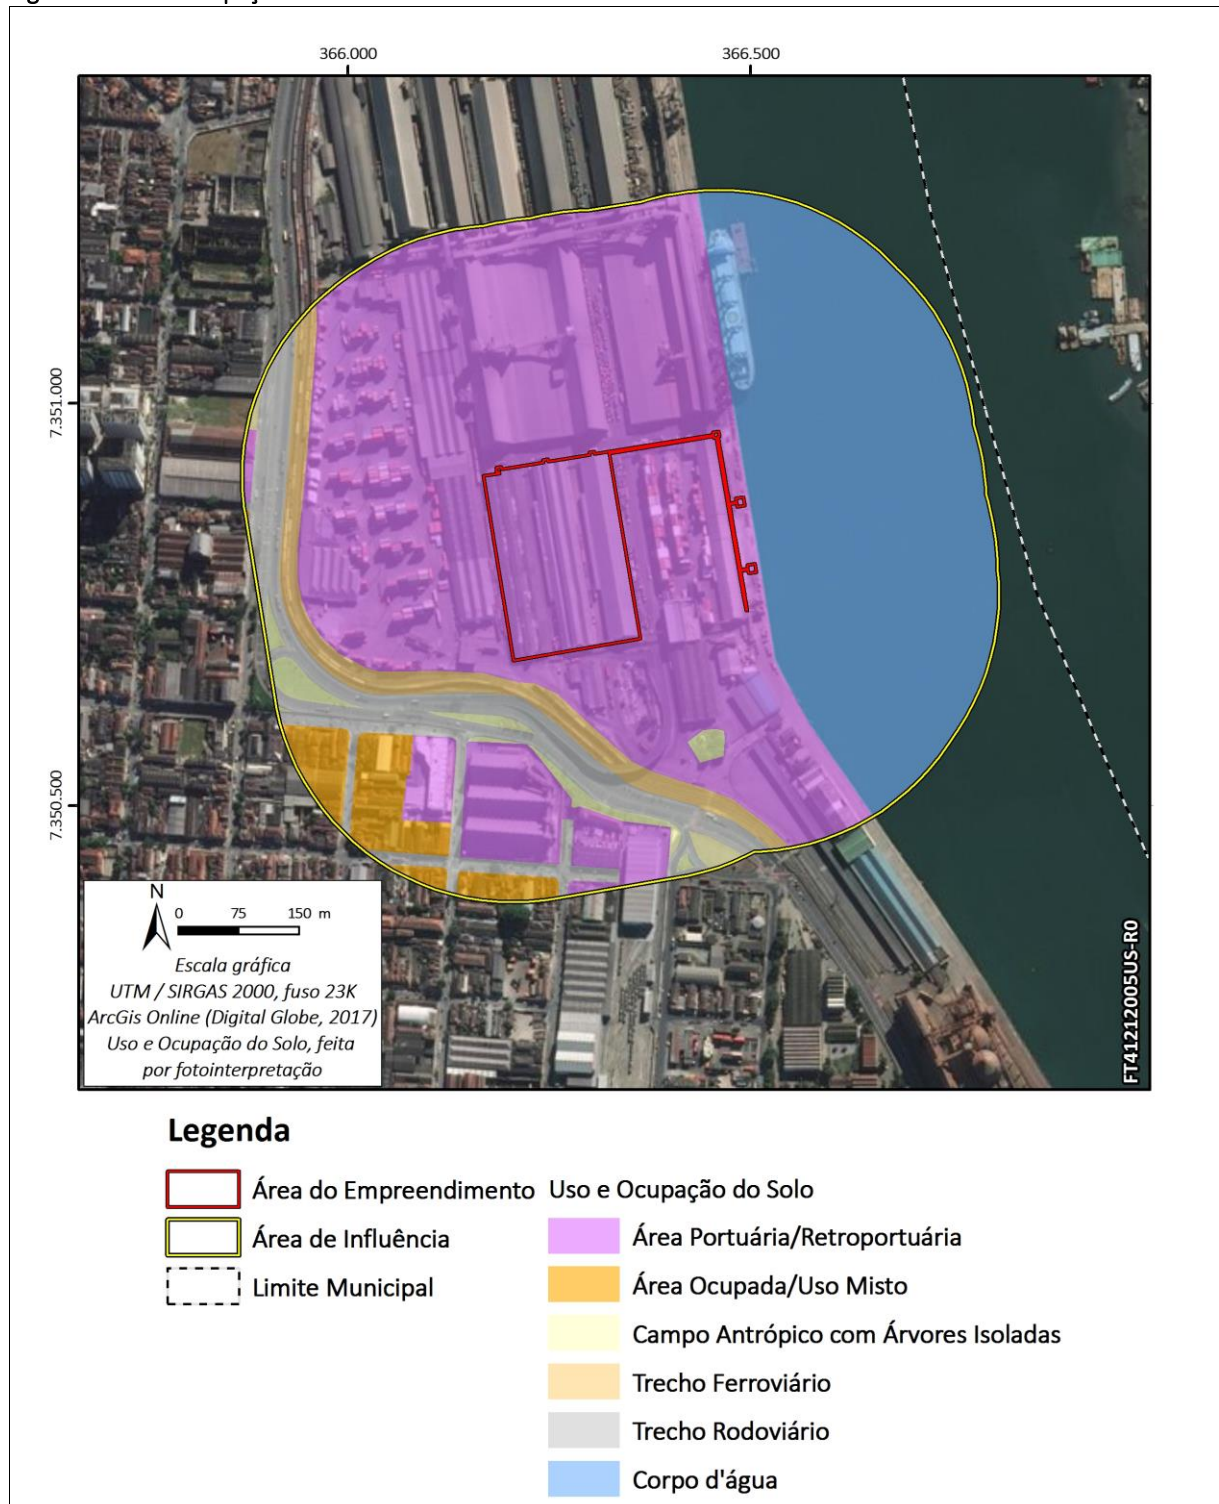 366.000
366.500
7.351.000
7.350.500
N
0 75 150 m
Escala gráfica
UTM / SIRGAS 2000, fuso 23K
ArcGis Online (Digital Globe, 2017)
Uso e Ocupação do Solo, feita
por fotointerpretação
FT41212005US-R0
Legenda
Área do Empreendimento
Área de Influência
Limite Municipal
Uso e Ocupação do Solo
Área Portuária/Retroportuária
Área Ocupada/Uso Misto
Campo Antrópico com Árvores Isoladas
Trecho Ferroviário
Trecho Rodoviário
Corpo d'água